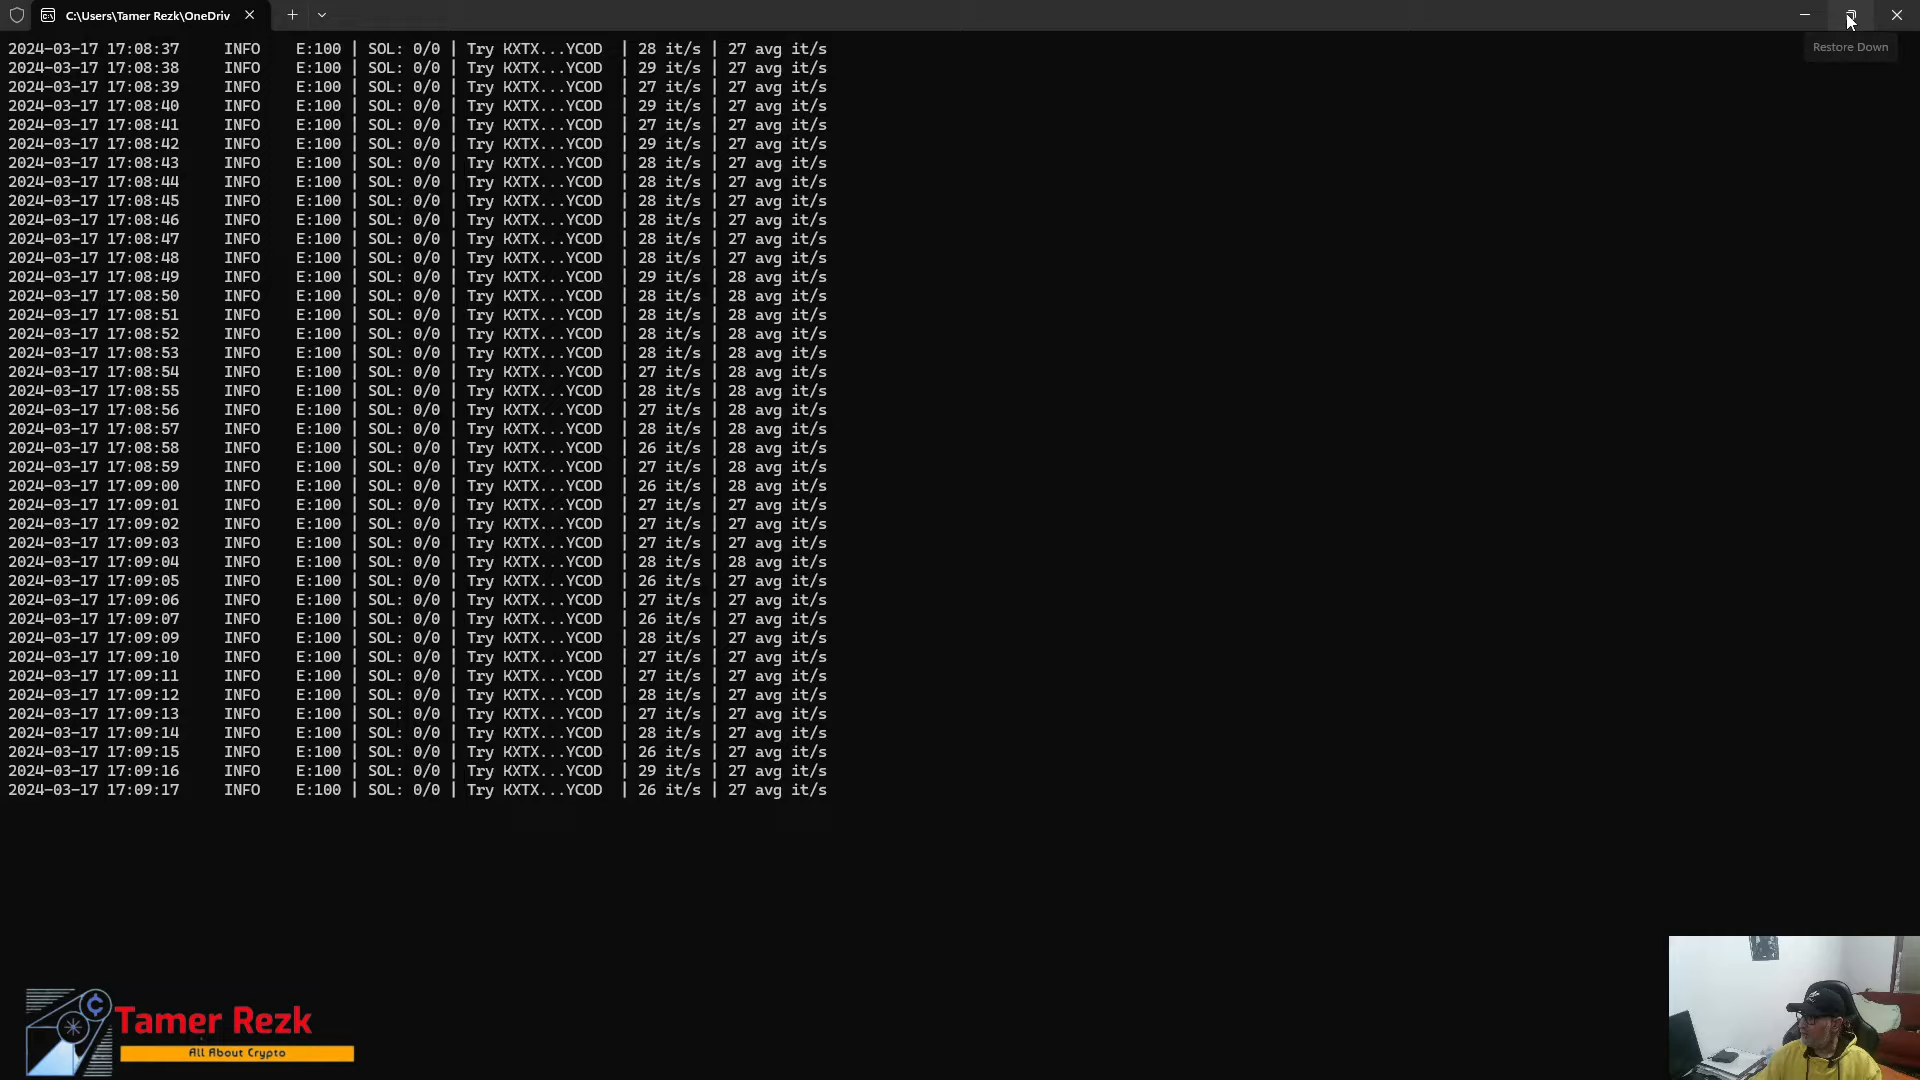 C:\Users\Tamer Rezk\OneDriv
Restore Down
2024-03-17 17:08:37 INFO E:100 | SOL: 0/0 | Try KXTX...YCOD | 28 it/s | 27 avg it/s
2024-03-17 17:08:38 INFO E:100 | SOL: 0/0 | Try KXTX...YCOD | 29 it/s | 27 avg it/s
2024-03-17 17:08:39 INFO E:100 | SOL: 0/0 | Try KXTX...YCOD | 27 it/s | 27 avg it/s
2024-03-17 17:08:40 INFO E:100 | SOL: 0/0 | Try KXTX...YCOD | 29 it/s | 27 avg it/s
2024-03-17 17:08:41 INFO E:100 | SOL: 0/0 | Try KXTX...YCOD | 27 it/s | 27 avg it/s
2024-03-17 17:08:42 INFO E:100 | SOL: 0/0 | Try KXTX...YCOD | 29 it/s | 27 avg it/s
2024-03-17 17:08:43 INFO E:100 | SOL: 0/0 | Try KXTX...YCOD | 28 it/s | 27 avg it/s
2024-03-17 17:08:44 INFO E:100 | SOL: 0/0 | Try KXTX...YCOD | 28 it/s | 27 avg it/s
2024-03-17 17:08:45 INFO E:100 | SOL: 0/0 | Try KXTX...YCOD | 28 it/s | 27 avg it/s
2024-03-17 17:08:46 INFO E:100 | SOL: 0/0 | Try KXTX...YCOD | 28 it/s | 27 avg it/s
2024-03-17 17:08:47 INFO E:100 | SOL: 0/0 | Try KXTX...YCOD | 28 it/s | 27 avg it/s
2024-03-17 17:08:48 INFO E:100 | SOL: 0/0 | Try KXTX...YCOD | 28 it/s | 27 avg it/s
2024-03-17 17:08:49 INFO E:100 | SOL: 0/0 | Try KXTX...YCOD | 29 it/s | 28 avg it/s
2024-03-17 17:08:50 INFO E:100 | SOL: 0/0 | Try KXTX...YCOD | 28 it/s | 28 avg it/s
2024-03-17 17:08:51 INFO E:100 | SOL: 0/0 | Try KXTX...YCOD | 28 it/s | 28 avg it/s
2024-03-17 17:08:52 INFO E:100 | SOL: 0/0 | Try KXTX...YCOD | 28 it/s | 28 avg it/s
2024-03-17 17:08:53 INFO E:100 | SOL: 0/0 | Try KXTX...YCOD | 28 it/s | 28 avg it/s
2024-03-17 17:08:54 INFO E:100 | SOL: 0/0 | Try KXTX...YCOD | 27 it/s | 28 avg it/s
2024-03-17 17:08:55 INFO E:100 | SOL: 0/0 | Try KXTX...YCOD | 28 it/s | 28 avg it/s
2024-03-17 17:08:56 INFO E:100 | SOL: 0/0 | Try KXTX...YCOD | 27 it/s | 28 avg it/s
2024-03-17 17:08:57 INFO E:100 | SOL: 0/0 | Try KXTX...YCOD | 28 it/s | 28 avg it/s
2024-03-17 17:08:58 INFO E:100 | SOL: 0/0 | Try KXTX...YCOD | 26 it/s | 28 avg it/s
2024-03-17 17:08:59 INFO E:100 | SOL: 0/0 | Try KXTX...YCOD | 27 it/s | 28 avg it/s
2024-03-17 17:09:00 INFO E:100 | SOL: 0/0 | Try KXTX...YCOD | 26 it/s | 28 avg it/s
2024-03-17 17:09:01 INFO E:100 | SOL: 0/0 | Try KXTX...YCOD | 27 it/s | 27 avg it/s
2024-03-17 17:09:02 INFO E:100 | SOL: 0/0 | Try KXTX...YCOD | 27 it/s | 27 avg it/s
2024-03-17 17:09:03 INFO E:100 | SOL: 0/0 | Try KXTX...YCOD | 27 it/s | 27 avg it/s
2024-03-17 17:09:04 INFO E:100 | SOL: 0/0 | Try KXTX...YCOD | 28 it/s | 28 avg it/s
2024-03-17 17:09:05 INFO E:100 | SOL: 0/0 | Try KXTX...YCOD | 26 it/s | 27 avg it/s
2024-03-17 17:09:06 INFO E:100 | SOL: 0/0 | Try KXTX...YCOD | 27 it/s | 27 avg it/s
2024-03-17 17:09:07 INFO E:100 | SOL: 0/0 | Try KXTX...YCOD | 26 it/s | 27 avg it/s
2024-03-17 17:09:09 INFO E:100 | SOL: 0/0 | Try KXTX...YCOD | 28 it/s | 27 avg it/s
2024-03-17 17:09:10 INFO E:100 | SOL: 0/0 | Try KXTX...YCOD | 27 it/s | 27 avg it/s
2024-03-17 17:09:11 INFO E:100 | SOL: 0/0 | Try KXTX...YCOD | 27 it/s | 27 avg it/s
2024-03-17 17:09:12 INFO E:100 | SOL: 0/0 | Try KXTX...YCOD | 28 it/s | 27 avg it/s
2024-03-17 17:09:13 INFO E:100 | SOL: 0/0 | Try KXTX...YCOD | 27 it/s | 27 avg it/s
2024-03-17 17:09:14 INFO E:100 | SOL: 0/0 | Try KXTX...YCOD | 28 it/s | 27 avg it/s
2024-03-17 17:09:15 INFO E:100 | SOL: 0/0 | Try KXTX...YCOD | 26 it/s | 27 avg it/s
2024-03-17 17:09:16 INFO E:100 | SOL: 0/0 | Try KXTX...YCOD | 29 it/s | 27 avg it/s
2024-03-17 17:09:17 INFO E:100 | SOL: 0/0 | Try KXTX...YCOD | 26 it/s | 27 avg it/s
Tamer Rezk
All About Crypto